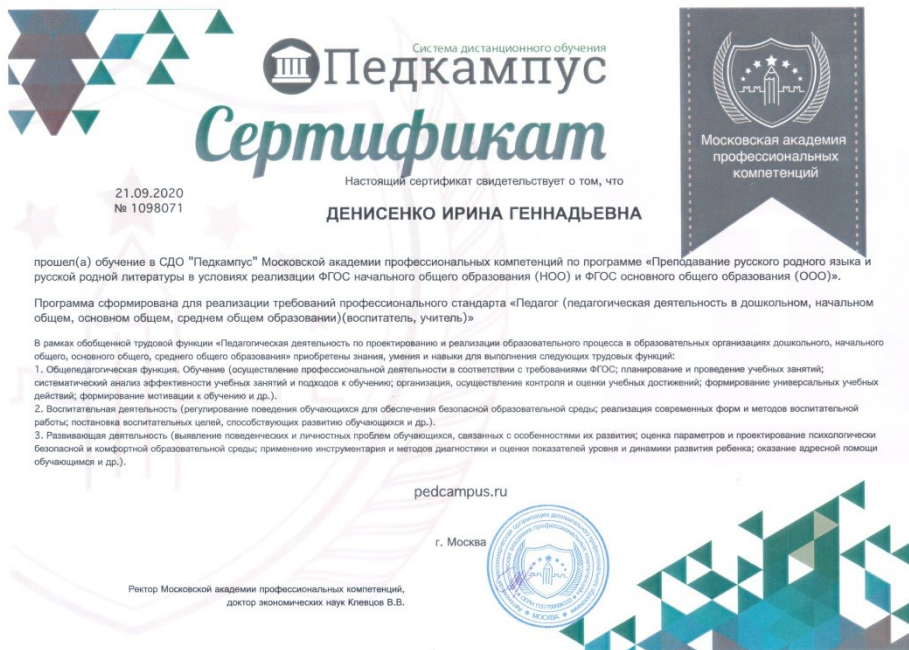 Система дистанционного обучения
Педкампус
Сертификат
Московская академия
профессиональных
компетенций
21.09.2020
№ 1098071
Настоящий сертификат свидетельствует о том, что
ДЕНИСЕНКО ИРИНА ГЕННАДЬЕВНА
прошел(а) обучение в СДО "Педкампус" Московской академии профессиональных компетенций по программе «Преподавание русского родного языка и
русской родной литературы в условиях реализации ФГОС начального общего образования (НОО) и ФГОС основного общего образования (ООО)».
Программа сформирована для реализации требований профессионального стандарта «Педагог (педагогическая деятельность в дошкольном, начальном
общем, основном общем, среднем общем образовании)(воспитатель, учитель)»
В рамках обобщенной трудовой функции «Педагогическая деятельность по проектированию и реализации образовательного процесса в образовательных организациях дошкольного, начального
общего, основного общего, среднего общего образования» приобретены знания, умения и навыки для выполнения следующих трудовых функций:
1. Общепедагогическая функция. Обучение (осуществление профессиональной деятельности в соответствии с требованиями ФГОС; планирование и проведение учебных занятий;
систематический анализ эффективности учебных занятий и подходов к обучению; организация, осуществление контроля и оценки учебных достижений; формирование универсальных учебных
действий; формирование мотивации к обучению и др.).
2. Воспитательная деятельность (регулирование поведения обучающихся для обеспечения безопасной образовательной среды; реализация современных форм и методов воспитательной
работы; постановка воспитательных целей, способствующих развитию обучающихся и др.).
3. Развивающая деятельность (выявление поведенческих и личностных проблем обучающихся, связанных с особенностями их развития; оценка параметров и проектирование психологически
безопасной и комфортной образовательной среды; применение инструментария и методов диагностики и оценки показателей уровня и динамики развития ребенка; оказание адресной помощи
обучающимся и др.).
pedcampus.ru
г. Москва
Ректор Московской академии профессиональных компетенций,
доктор экономических наук Клевцов В.В.
МОСКВА